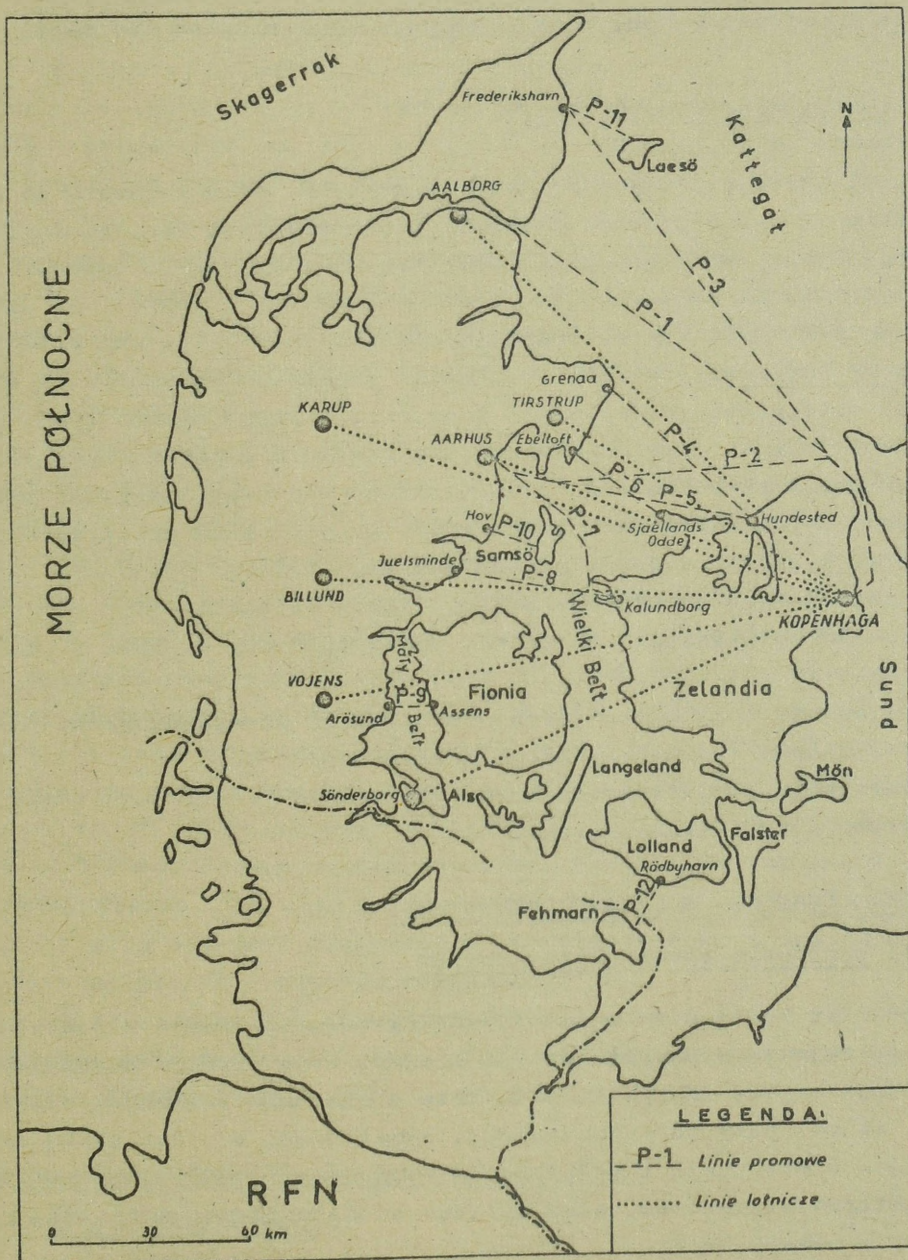 Skagerrak
Frederikshavn
P-11
Laesö
Kattegat
N
AALBORG
P-3
P-1
MORZE PÓŁNOCNE
Grenaa
TIRSTRUP
KARUP
AARHUS
Ebeltoft
P-4
P-2
P-6
P-5
P-7
Hov
P-10
Samsö
Sjaellands
Odde
Hundested
Juelsminde
P-8
BILLUND
Kalundborg
KOPENHAGA
Wielki Belt
Mały Belt
VOJENS
P-9
Fionia
Zelandia
Sund
Arösund
Assens
Langeland
Mön
Sönderborg
Als
Lolland
Falster
Rödbyhavn
P-12
Fehmarn
LEGENDA:
P-1 Linie promowe
Linie lotnicze
RFN
0 30 60 km